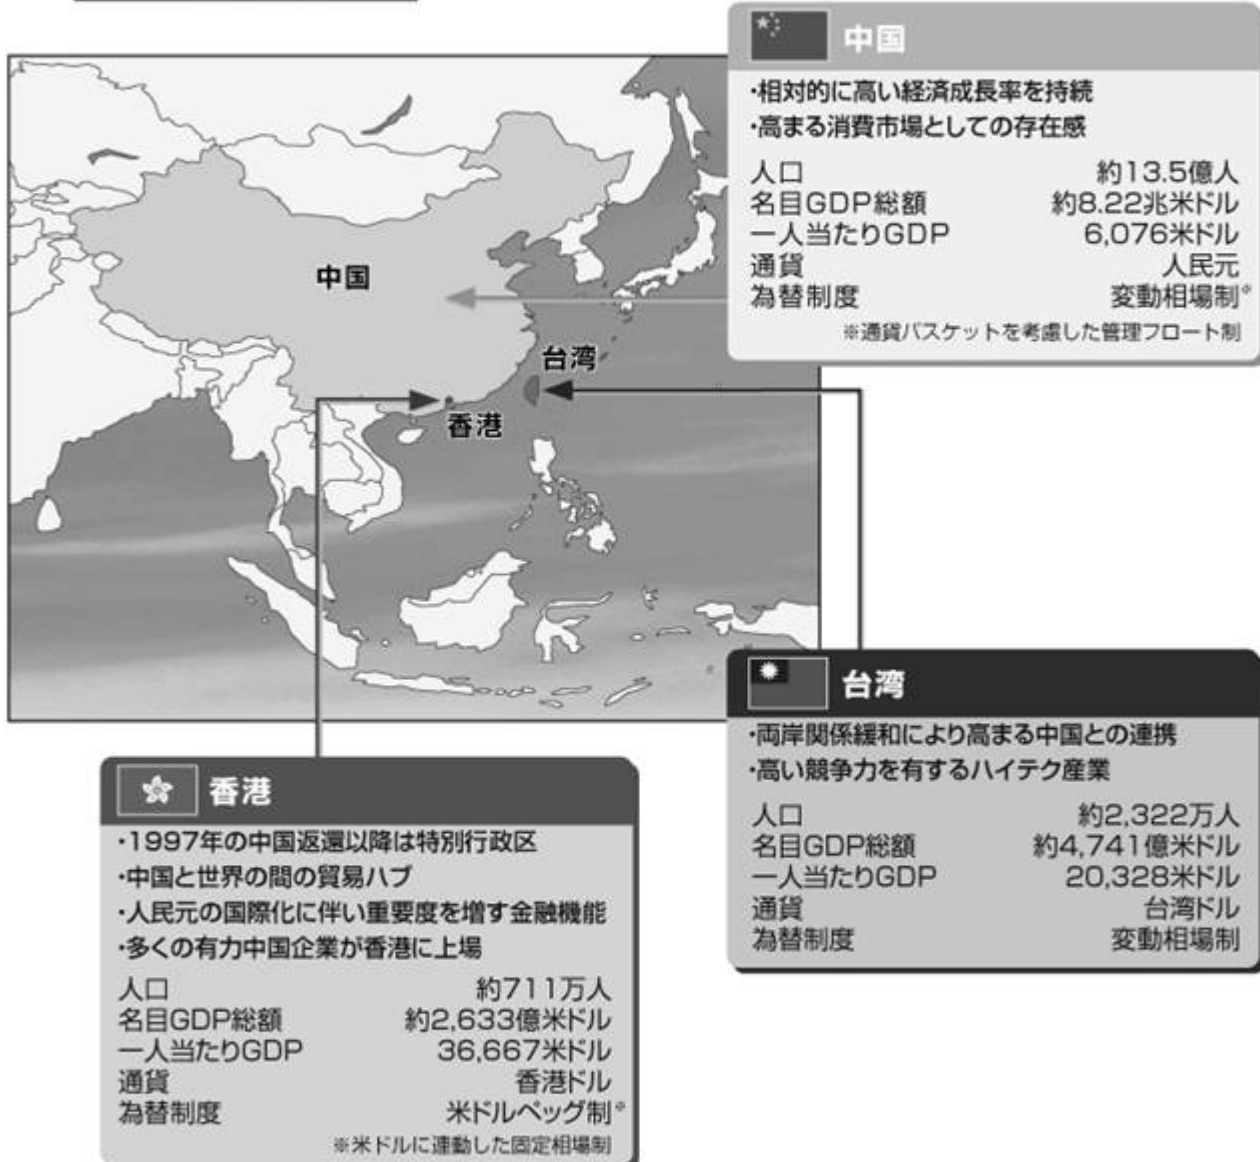 中国
・相対的に高い経済成長率を持続
・高まる消費市場としての存在感
人口 約13.5億人
名目GDP総額 約8.22兆米ドル
一人当たりGDP 6,076米ドル
通貨 人民元
為替制度 変動相場制※
※通貨バスケットを考慮した管理フロート制
中国
台湾
香港
台湾
・両岸関係緩和により高まる中国との連携
・高い競争力を有するハイテク産業
人口 約2,322万人
名目GDP総額 約4,741億米ドル
一人当たりGDP 20,328米ドル
通貨 台湾ドル
為替制度 変動相場制
香港
・1997年の中国返還以降は特別行政区
・中国と世界の間の貿易ハブ
・人民元の国際化に伴い重要度を増す金融機能
・多くの有力中国企業が香港に上場
人口 約711万人
名目GDP総額 約2,633億米ドル
一人当たりGDP 36,667米ドル
通貨 香港ドル
為替制度 米ドルペッグ制※
※米ドルに連動した固定相場制